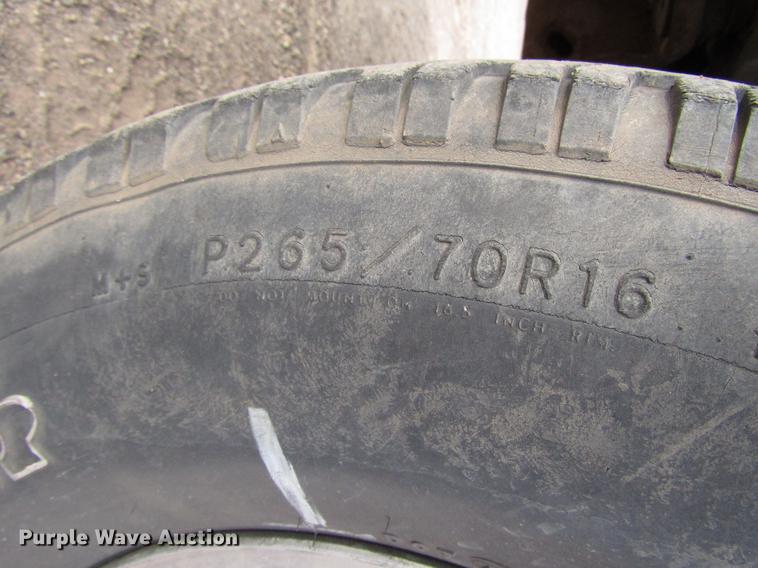 M+S P265/70R16
DO NOT MOUNT ON 16.5 INCH RIM
R
Purple Wave Auction